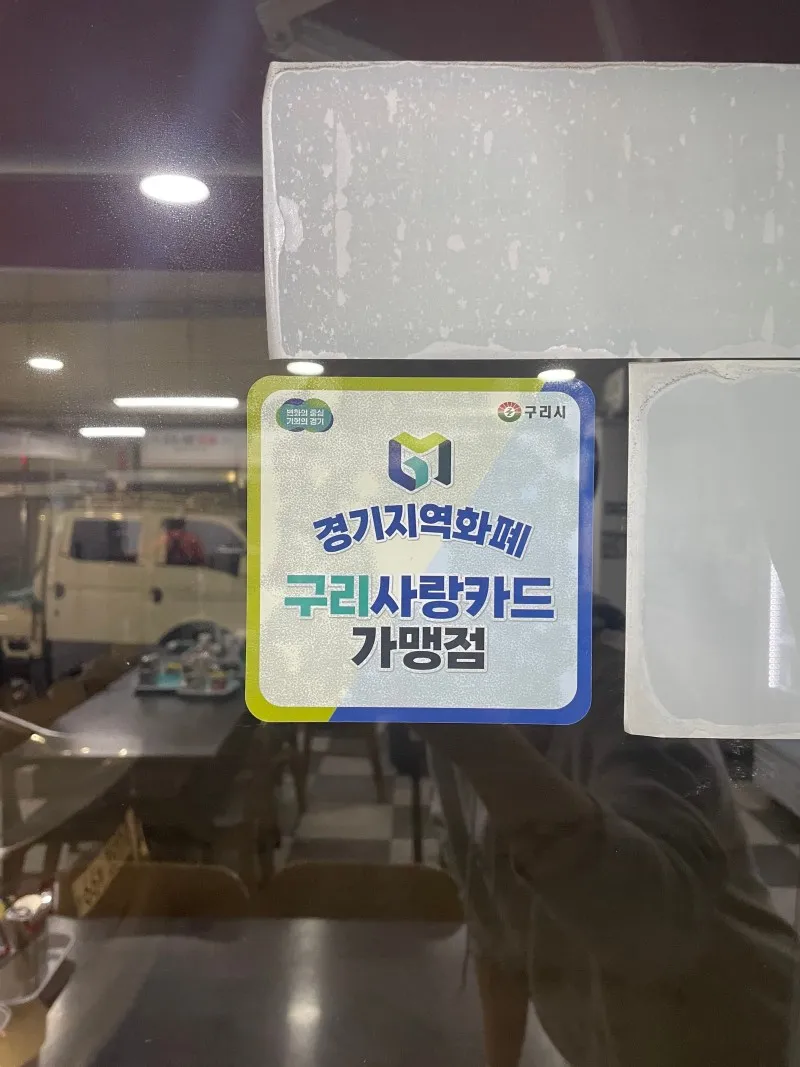 변화의 중심
기회의 경기
구리시
경기지역화폐
구리사랑카드
가맹점